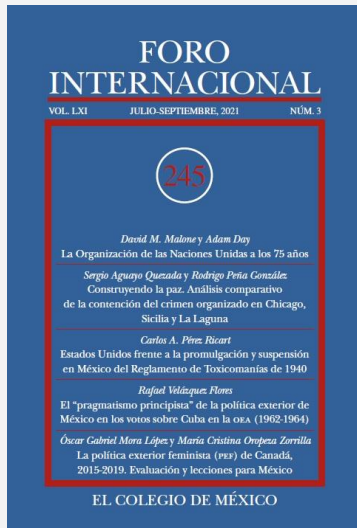 FORO
INTERNACIONAL
VOL. LXI JULIO-SEPTIEMBRE, 2021 NÚM. 3
245
David M. Malone y Adam Day
La Organización de las Naciones Unidas a los 75 años
Sergio Aguayo Quezada y Rodrigo Peña González
Construyendo la paz. Análisis comparativo
de la contención del crimen organizado en Chicago,
Sicilia y La Laguna
Carlos A. Pérez Ricart
Estados Unidos frente a la promulgación y suspensión
en México del Reglamento de Toxicomanías de 1940
Rafael Velázquez Flores
El “pragmatismo principista” de la política exterior de
México en los votos sobre Cuba en la OEA (1962-1964)
Óscar Gabriel Mora López y María Cristina Oropeza Zorrilla
La política exterior feminista (PEF) de Canadá,
2015-2019. Evaluación y lecciones para México
EL COLEGIO DE MÉXICO